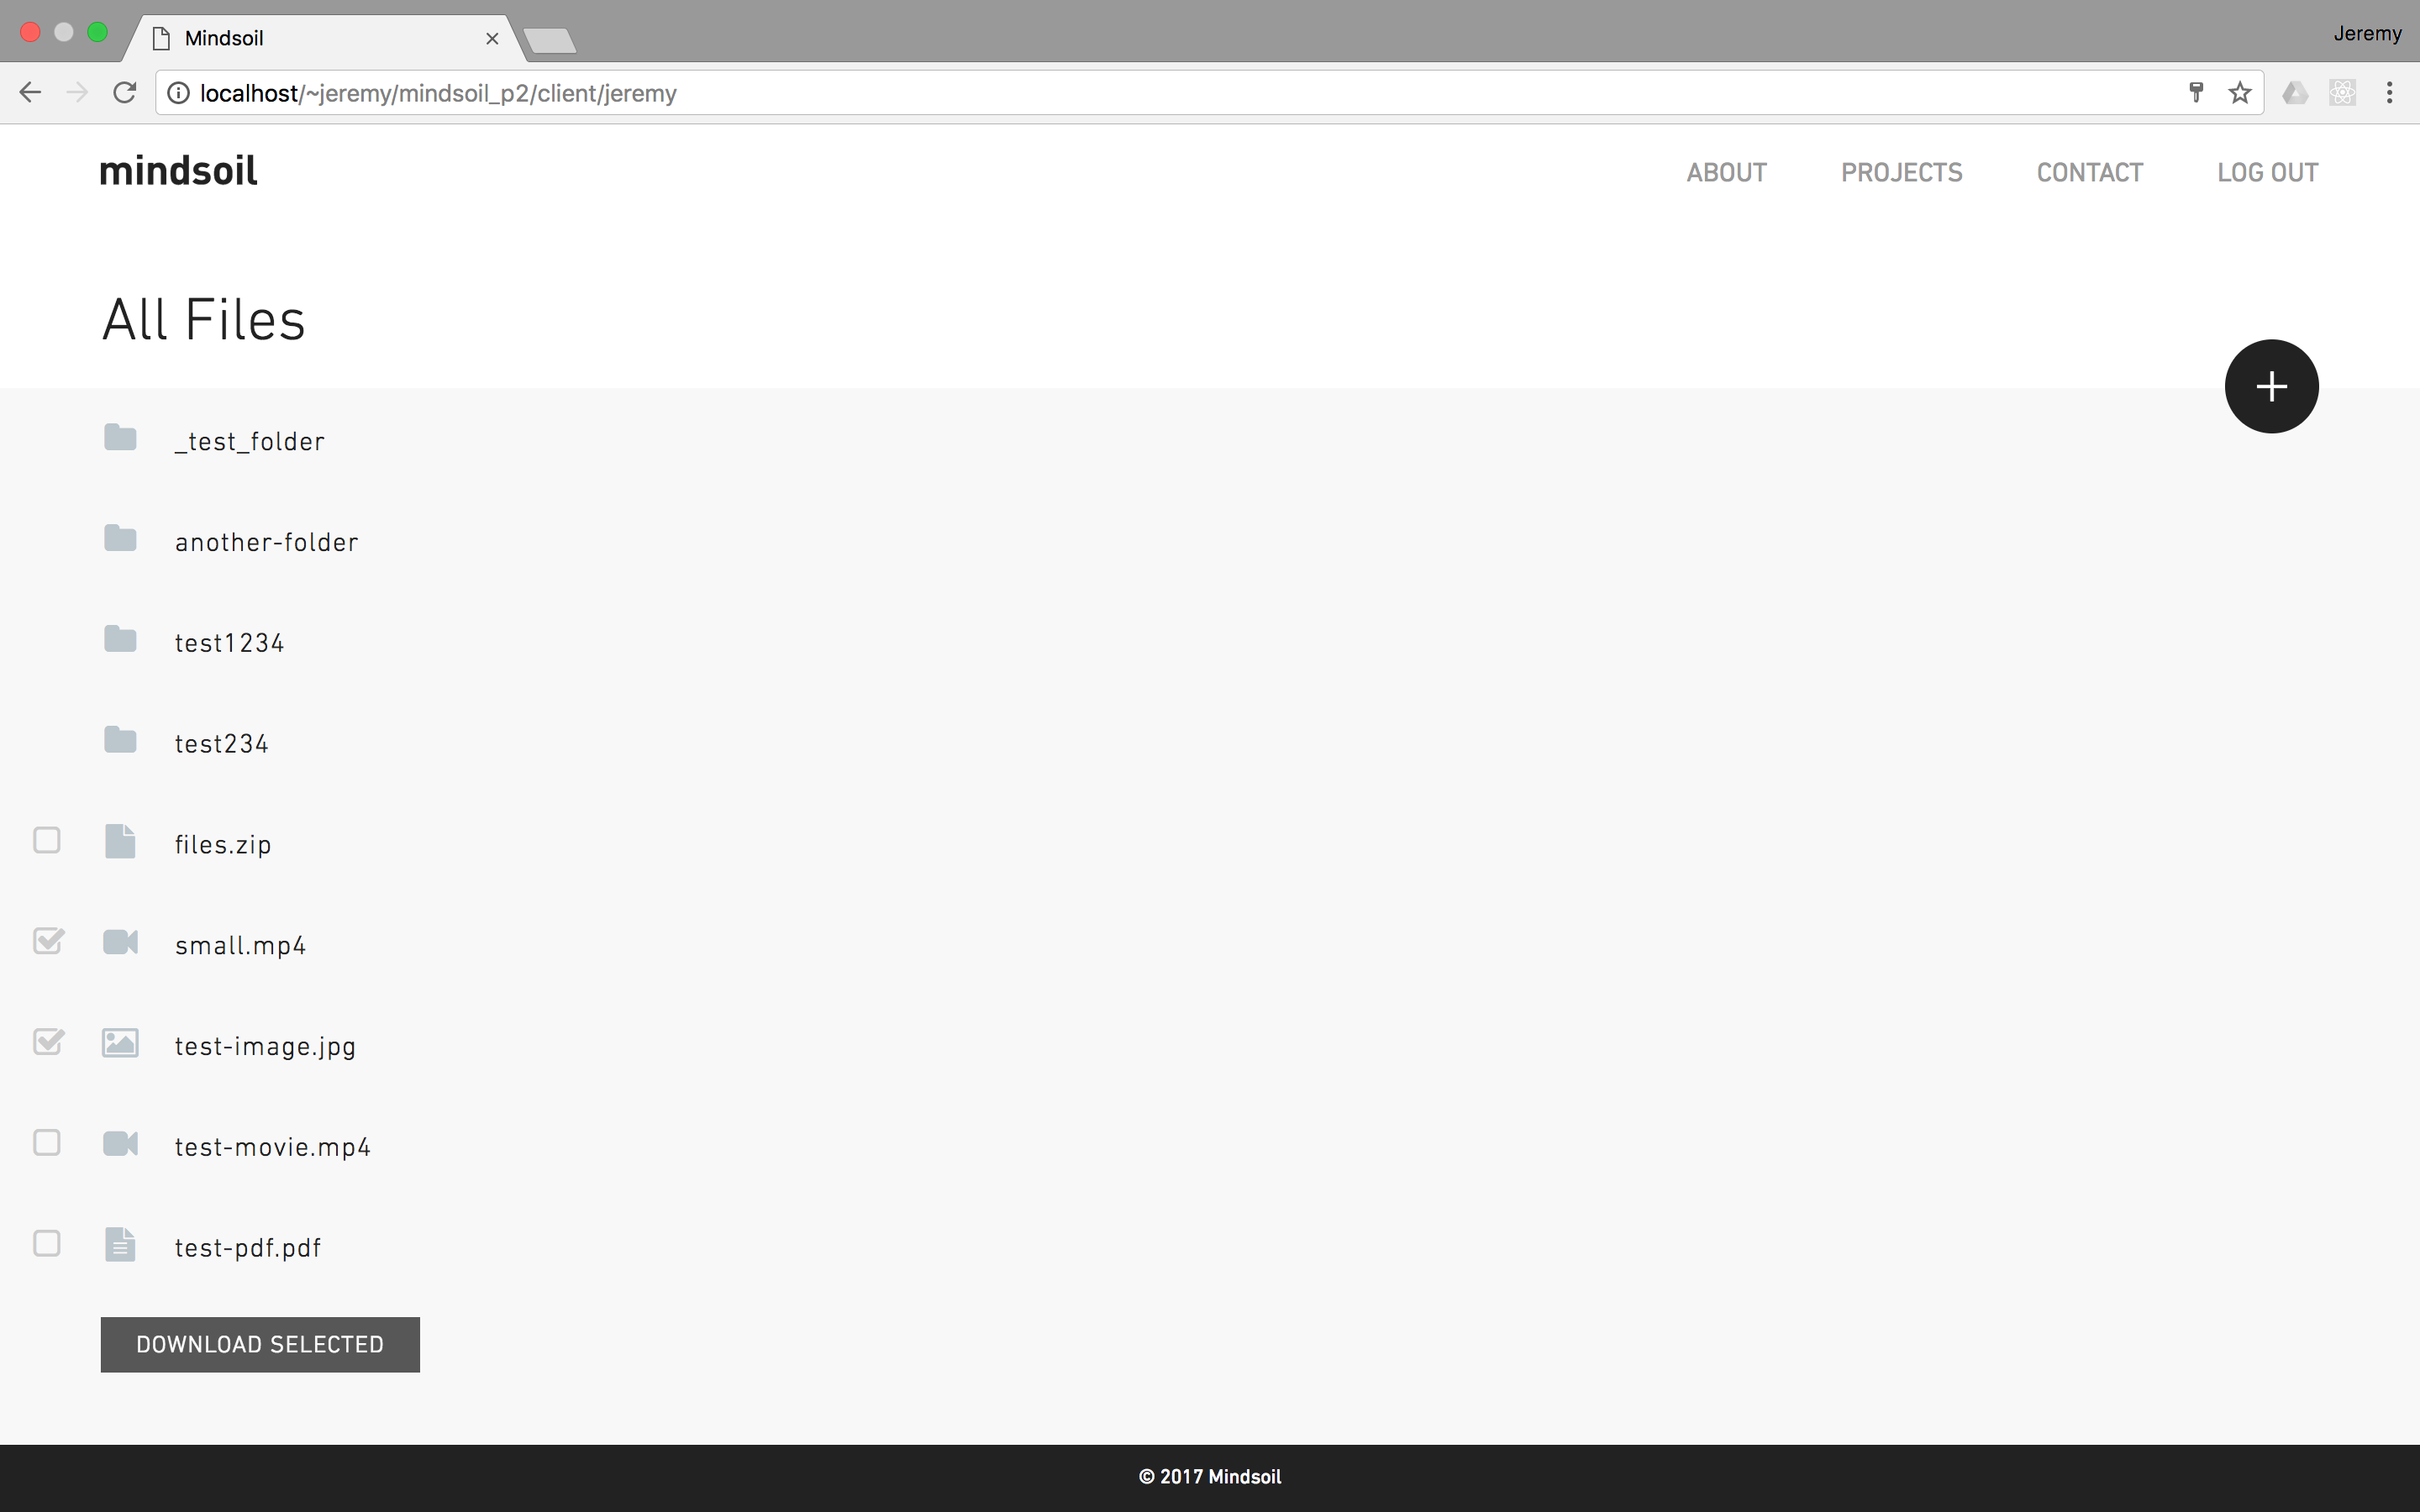 Mindsoil
Jeremy
localhost/~jeremy/mindsoil_p2/client/jeremy
mindsoil
ABOUT PROJECTS CONTACT LOG OUT
All Files
_test_folder
another-folder
test1234
test234
files.zip
small.mp4
test-image.jpg
test-movie.mp4
test-pdf.pdf
DOWNLOAD SELECTED
© 2017 Mindsoil